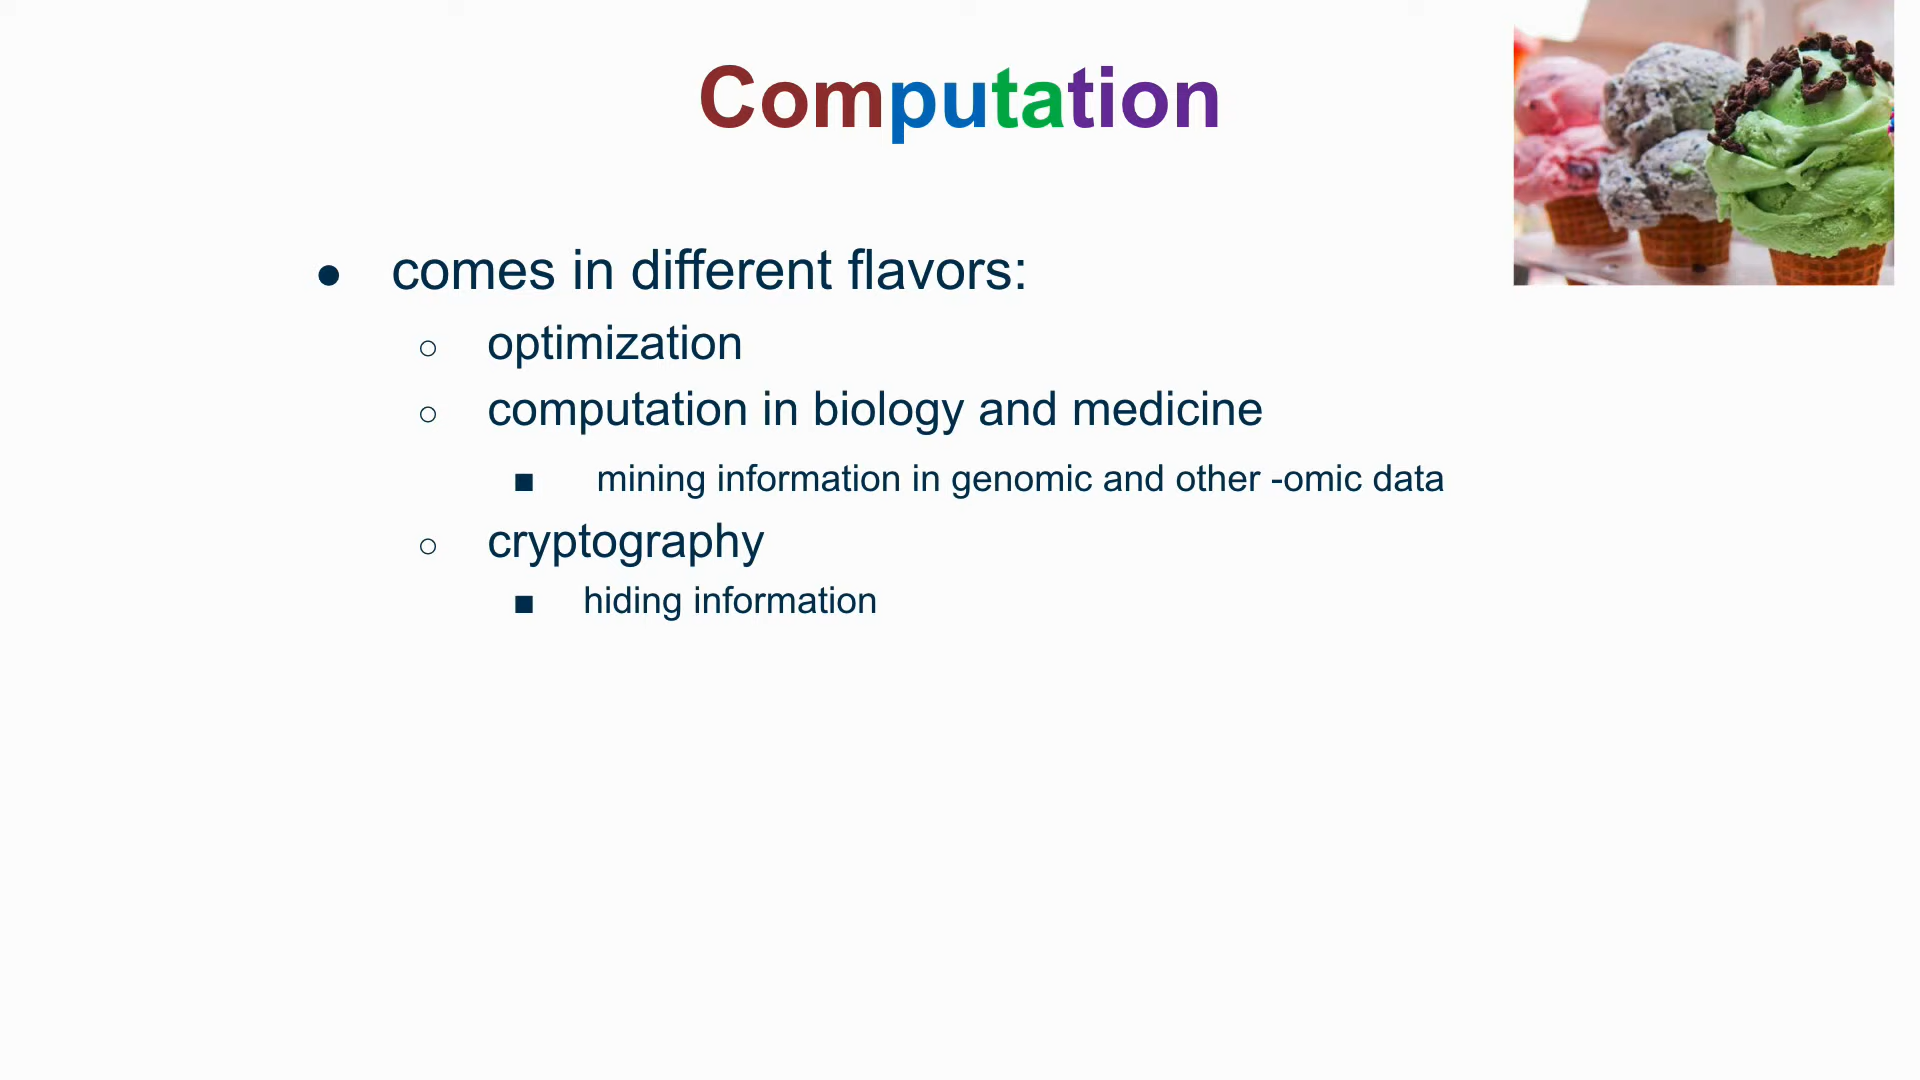 Computation
● comes in different flavors:
○ optimization
○ computation in biology and medicine
■ mining information in genomic and other -omic data
○ cryptography
■ hiding information